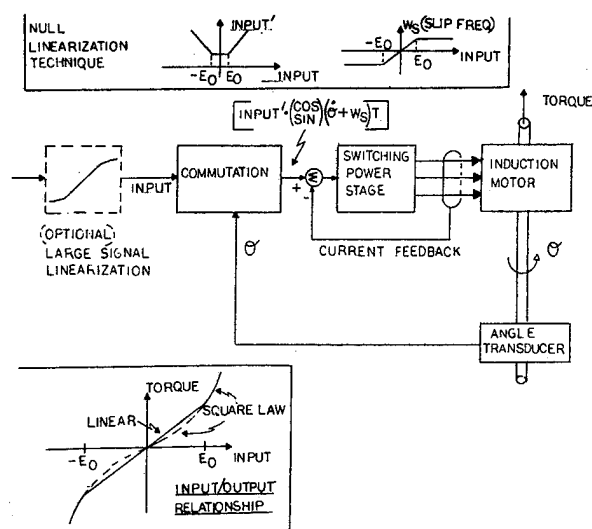 NULL
LINEARIZATION
TECHNIQUE
INPUT'
-E0 E0 INPUT
WS (SLIP FREQ)
-E0
INPUT
E0
[INPUT'·(COS/SIN)(θ̇+WS)T]
TORQUE
INPUT
COMMUTATION
+
-
Σ
SWITCHING
POWER
STAGE
INDUCTION
MOTOR
(OPTIONAL)
LARGE SIGNAL
LINEARIZATION
θ
CURRENT FEEDBACK
θ
ANGLE
TRANSDUCER
TORQUE
LINEAR
SQUARE LAW
-E0
E0 INPUT
INPUT/OUTPUT
RELATIONSHIP